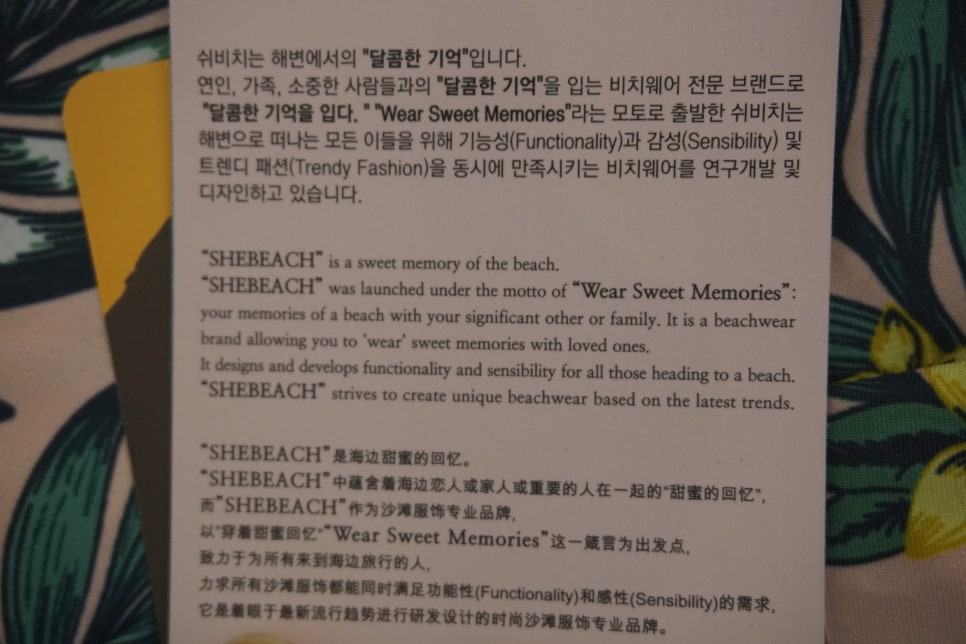 쉬비치는 해변에서의 "달콤한 기억"입니다.
연인, 가족, 소중한 사람들과의 "달콤한 기억"을 입는 비치웨어 전문 브랜드로
"달콤한 기억을 입다. " "Wear Sweet Memories"라는 모토로 출발한 쉬비치는
해변으로 떠나는 모든 이들을 위해 기능성(Functionality)과 감성(Sensibility) 및
트렌디 패션(Trendy Fashion)을 동시에 만족시키는 비치웨어를 연구개발 및
디자인하고 있습니다.
“SHEBEACH” is a sweet memory of the beach.
“SHEBEACH” was launched under the motto of “Wear Sweet Memories”:
your memories of a beach with your significant other or family. It is a beachwear
brand allowing you to ‘wear’ sweet memories with loved ones.
It designs and develops functionality and sensibility for all those heading to a beach.
“SHEBEACH” strives to create unique beachwear based on the latest trends.
“SHEBEACH”是海边甜蜜的回忆。
“SHEBEACH”中蕴含着海边恋人或家人或重要的人在一起的“甜蜜的回忆”,
而”SHEBEACH”作为沙滩服饰专业品牌,
以“穿着甜蜜回忆”“Wear Sweet Memories”这一箴言为出发点,
致力于为所有来到海边旅行的人,
力求所有沙滩服饰都能同时满足功能性(Functionality)和感性(Sensibility)的需求,
它是着眼于最新流行趋势进行研发设计的时尚沙滩服饰专业品牌。